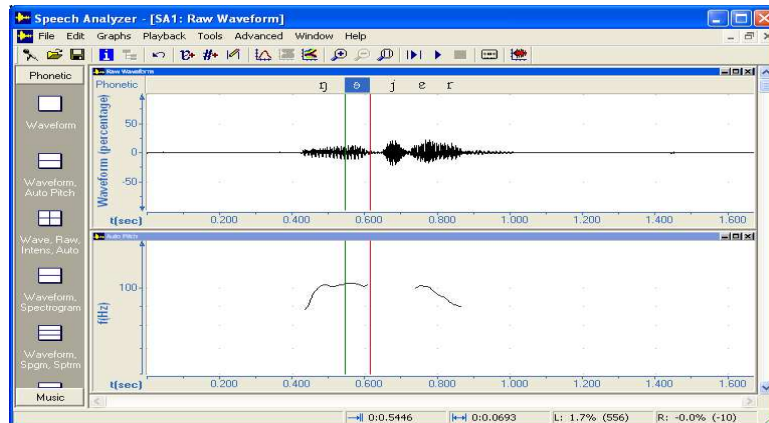 Speech Analyzer - [SA1: Raw Waveform]
File Edit Graphs Playback Tools Advanced Window Help
Phonetic
Waveform
Waveform,
Auto Pitch
Wave, Raw,
Intens, Auto
Waveform,
Spectrogram
Waveform,
Spgm, Sptrm
Music
Raw Waveform
Phonetic ŋ ɵ j e r
Waveform (percentage)
50
0
-50
t(sec) 0.200 0.400 0.600 0.800 1.000 1.200 1.400 1.600
Auto Pitch
f(Hz)
100
t(sec) 0.200 0.400 0.600 0.800 1.000 1.200 1.400 1.600
0:0.5446 0:0.0693 L: 1.7% (556) R: -0.0% (-10)